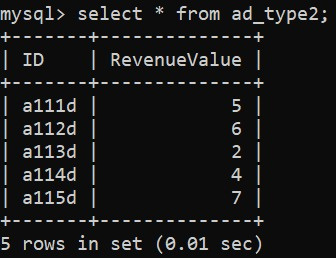 mysql> select * from ad_type2;
+-------+--------------+
| ID    | RevenueValue |
+-------+--------------+
| a111d |            5 |
| a112d |            6 |
| a113d |            2 |
| a114d |            4 |
| a115d |            7 |
+-------+--------------+
5 rows in set (0.01 sec)